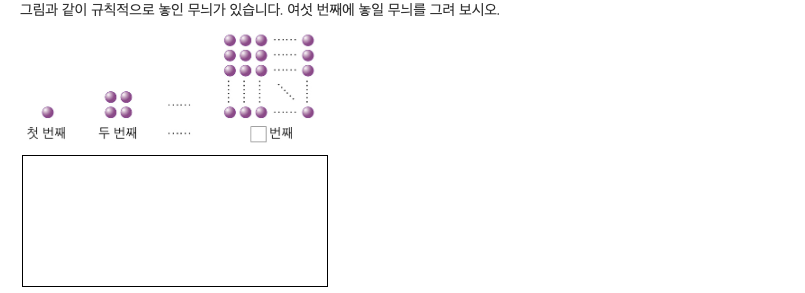 그림과 같이 규칙적으로 놓인 무늬가 있습니다. 여섯 번째에 놓일 무늬를 그려 보시오.
첫 번째 두 번째 ······ □번째